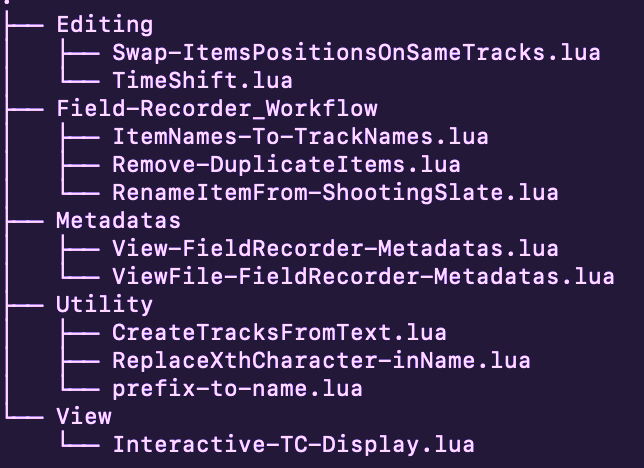 .
├── Editing
│   ├── Swap-ItemsPositionsOnSameTracks.lua
│   └── TimeShift.lua
├── Field-Recorder_Workflow
│   ├── ItemNames-To-TrackNames.lua
│   ├── Remove-DuplicateItems.lua
│   └── RenameItemFrom-ShootingSlate.lua
├── Metadatas
│   ├── View-FieldRecorder-Metadatas.lua
│   └── ViewFile-FieldRecorder-Metadatas.lua
├── Utility
│   ├── CreateTracksFromText.lua
│   ├── ReplaceXthCharacter-inName.lua
│   └── prefix-to-name.lua
└── View
    └── Interactive-TC-Display.lua